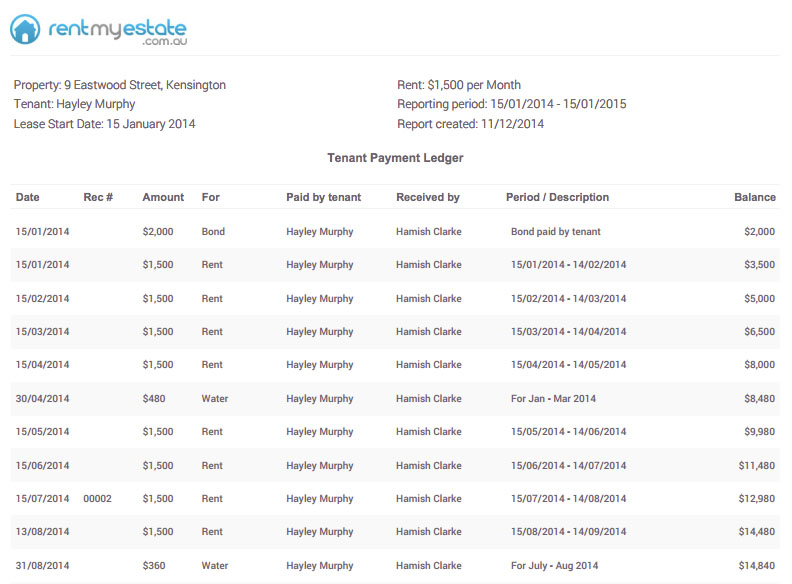 rentmyestate
.com.au
Property: 9 Eastwood Street, Kensington
Rent: $1,500 per Month
Tenant: Hayley Murphy
Reporting period: 15/01/2014 - 15/01/2015
Lease Start Date: 15 January 2014
Report created: 11/12/2014
Tenant Payment Ledger
Date Rec # Amount For Paid by tenant Received by Period / Description Balance
15/01/2014 $2,000 Bond Hayley Murphy Hamish Clarke Bond paid by tenant $2,000
15/01/2014 $1,500 Rent Hayley Murphy Hamish Clarke 15/01/2014 - 14/02/2014 $3,500
15/02/2014 $1,500 Rent Hayley Murphy Hamish Clarke 15/02/2014 - 14/03/2014 $5,000
15/03/2014 $1,500 Rent Hayley Murphy Hamish Clarke 15/03/2014 - 14/04/2014 $6,500
15/04/2014 $1,500 Rent Hayley Murphy Hamish Clarke 15/04/2014 - 14/05/2014 $8,000
30/04/2014 $480 Water Hayley Murphy Hamish Clarke For Jan - Mar 2014 $8,480
15/05/2014 $1,500 Rent Hayley Murphy Hamish Clarke 15/05/2014 - 14/06/2014 $9,980
15/06/2014 $1,500 Rent Hayley Murphy Hamish Clarke 15/06/2014 - 14/07/2014 $11,480
15/07/2014 00002 $1,500 Rent Hayley Murphy Hamish Clarke 15/07/2014 - 14/08/2014 $12,980
13/08/2014 $1,500 Rent Hayley Murphy Hamish Clarke 15/08/2014 - 14/09/2014 $14,480
31/08/2014 $360 Water Hayley Murphy Hamish Clarke For July - Aug 2014 $14,840